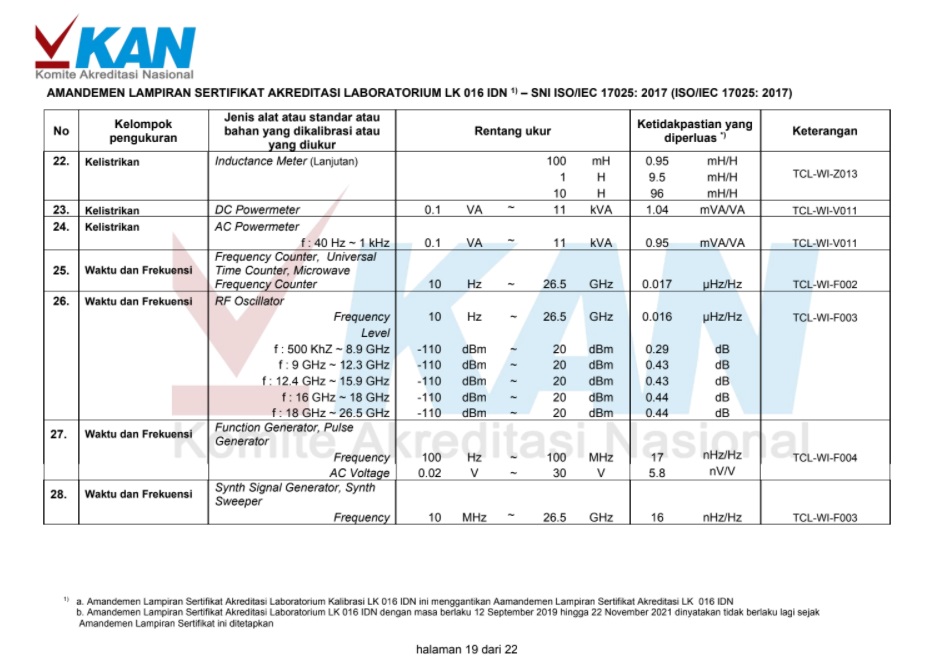 KAN
Komite Akreditasi Nasional
AMANDEMEN LAMPIRAN SERTIFIKAT AKREDITASI LABORATORIUM LK 016 IDN 1) – SNI ISO/IEC 17025: 2017 (ISO/IEC 17025: 2017)
No Kelompok pengukuran Jenis alat atau standar atau bahan yang dikalibrasi atau yang diukur Rentang ukur Ketidakpastian yang diperluas *) Keterangan
22. Kelistrikan Inductance Meter (Lanjutan) 100 mH 0.95 mH/H TCL-WI-Z013
1 H 9.5 mH/H
10 H 96 mH/H
23. Kelistrikan DC Powermeter 0.1 VA ~ 11 kVA 1.04 mVA/VA TCL-WI-V011
24. Kelistrikan AC Powermeter
f : 40 Hz ~ 1 kHz 0.1 VA ~ 11 kVA 0.95 mVA/VA TCL-WI-V011
25. Waktu dan Frekuensi Frequency Counter, Universal
Time Counter, Microwave
Frequency Counter 10 Hz ~ 26.5 GHz 0.017 µHz/Hz TCL-WI-F002
26. Waktu dan Frekuensi RF Oscillator
Frequency 10 Hz ~ 26.5 GHz 0.016 µHz/Hz TCL-WI-F003
Level
f : 500 KhZ ~ 8.9 GHz -110 dBm ~ 20 dBm 0.29 dB
f : 9 GHz ~ 12.3 GHz -110 dBm ~ 20 dBm 0.43 dB
f : 12.4 GHz ~ 15.9 GHz -110 dBm ~ 20 dBm 0.43 dB
f : 16 GHz ~ 18 GHz -110 dBm ~ 20 dBm 0.44 dB
f : 18 GHz ~ 26.5 GHz -110 dBm ~ 20 dBm 0.44 dB
27. Waktu dan Frekuensi Function Generator, Pulse
Generator
Frequency 100 Hz ~ 100 MHz 17 nHz/Hz TCL-WI-F004
AC Voltage 0.02 V ~ 30 V 5.8 nV/V
28. Waktu dan Frekuensi Synth Signal Generator, Synth
Sweeper
Frequency 10 MHz ~ 26.5 GHz 16 nHz/Hz TCL-WI-F003
KAN
Komite Akreditasi Nasional
1) a. Amandemen Lampiran Sertifikat Akreditasi Laboratorium Kalibrasi LK 016 IDN ini menggantikan Aamandemen Lampiran Sertifikat Akreditasi LK 016 IDN
b. Amandemen Lampiran Sertifikat Akreditasi Laboratorium LK 016 IDN dengan masa berlaku 12 September 2019 hingga 22 November 2021 dinyatakan tidak berlaku lagi sejak
Amandemen Lampiran Sertifikat ini ditetapkan
halaman 19 dari 22